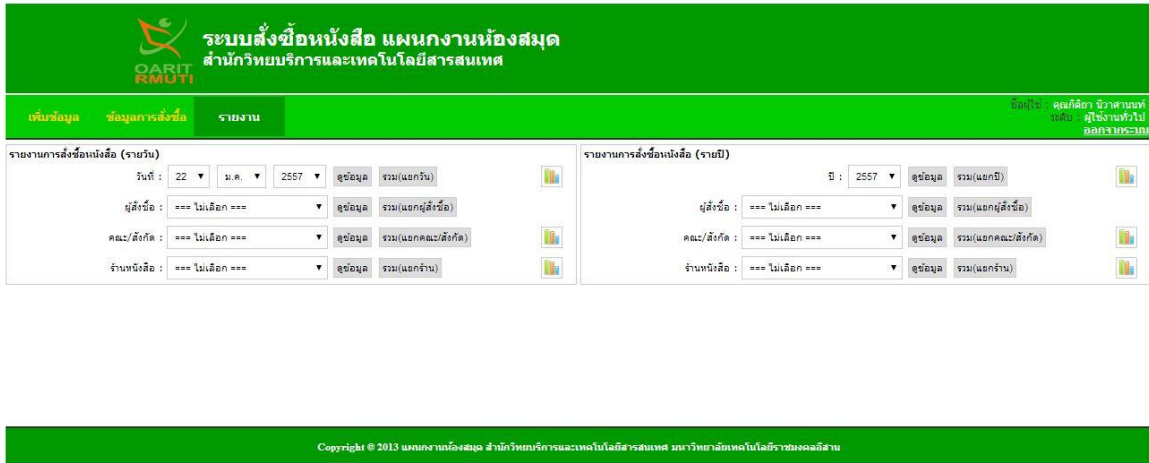 ระบบสั่งซื้อหนังสือ แผนกงานห้องสมุด
สำนักวิทยบริการและเทคโนโลยีสารสนเทศ
OARIT
RMUTI
เพิ่มข้อมูล ข้อมูลการสั่งซื้อ รายงาน
ชื่อผู้ใช้ : คุณกิติยา นิวาศานนท์
ระดับ : ผู้ใช้งานทั่วไป
ออกจากระบบ
รายงานการสั่งซื้อหนังสือ (รายวัน)
วันที่ : 22 ▼ ม.ค. ▼ 2557 ▼ ดูข้อมูล รวม(แยกวัน)
ผู้สั่งซื้อ : === ไม่เลือก === ▼ ดูข้อมูล รวม(แยกผู้สั่งซื้อ)
คณะ/สังกัด : === ไม่เลือก === ▼ ดูข้อมูล รวม(แยกคณะ/สังกัด)
ร้านหนังสือ : === ไม่เลือก === ▼ ดูข้อมูล รวม(แยกร้าน)
รายงานการสั่งซื้อหนังสือ (รายปี)
ปี : 2557 ▼ ดูข้อมูล รวม(แยกปี)
ผู้สั่งซื้อ : === ไม่เลือก === ▼ ดูข้อมูล รวม(แยกผู้สั่งซื้อ)
คณะ/สังกัด : === ไม่เลือก === ▼ ดูข้อมูล รวม(แยกคณะ/สังกัด)
ร้านหนังสือ : === ไม่เลือก === ▼ ดูข้อมูล รวม(แยกร้าน)
Copyright © 2013 แผนกงานห้องสมุด สำนักวิทยบริการและเทคโนโลยีสารสนเทศ มหาวิทยาลัยเทคโนโลยีราชมงคลอีสาน